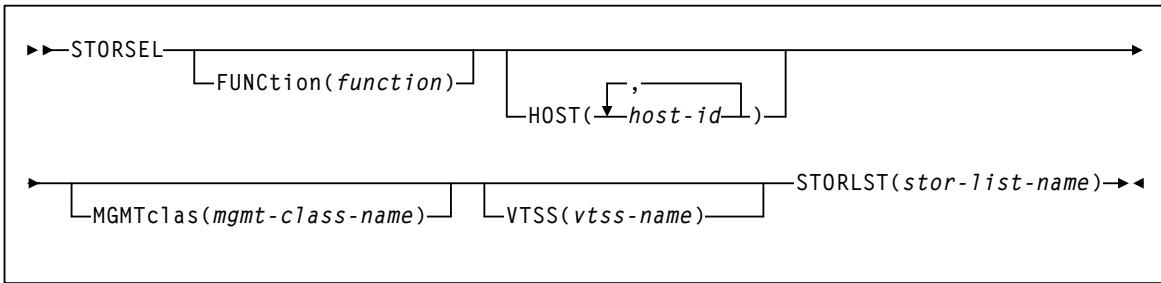 STORSEL
FUNCtion(function)
,
HOST( host-id )
STORLST(stor-list-name)
MGMTclas(mgmt-class-name)
VTSS(vtss-name)